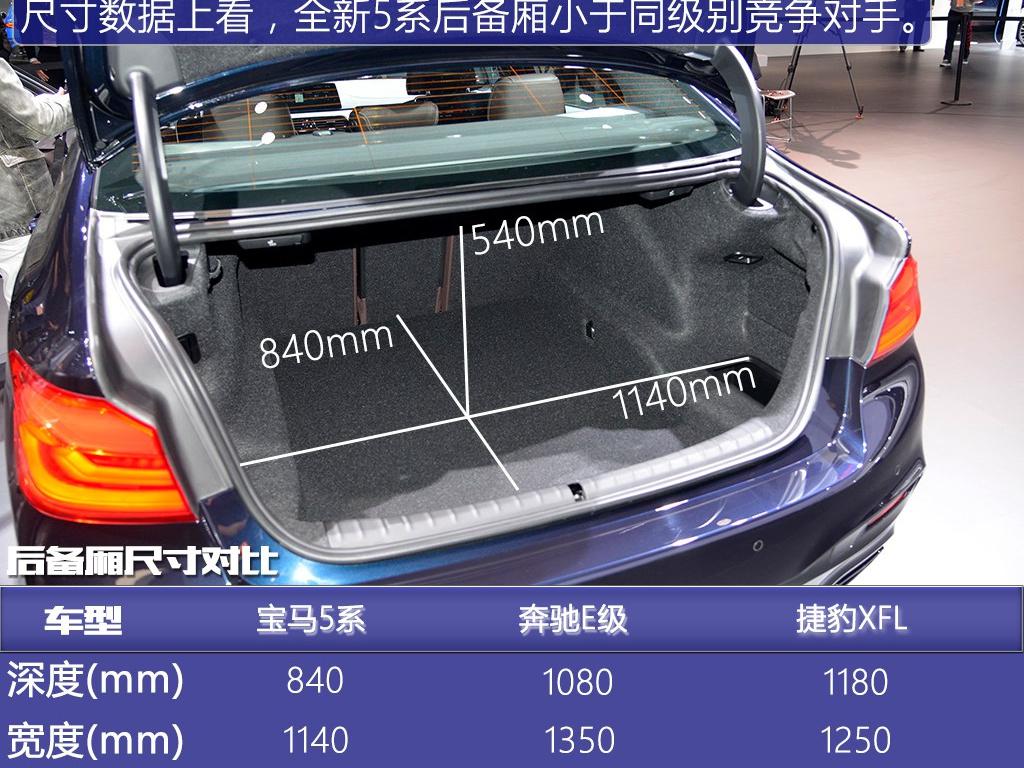 尺寸数据上看，全新5系后备厢小于同级别竞争对手。
540mm
840mm
1140mm
后备厢尺寸对比
车型 宝马5系 奔驰E级 捷豹XFL
深度(mm) 840 1080 1180
宽度(mm) 1140 1350 1250